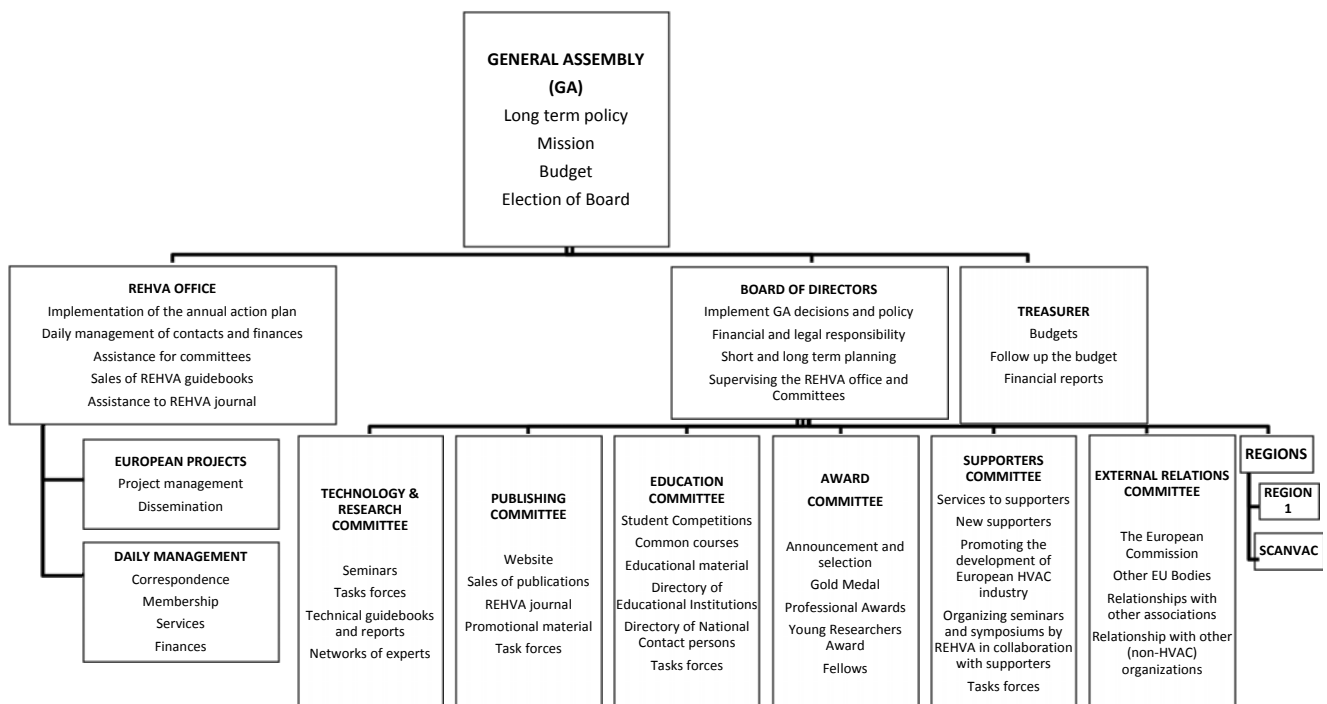 GENERAL ASSEMBLY
(GA)
Long term policy
Mission
Budget
Election of Board
REHVA OFFICE
Implementation of the annual action plan
Daily management of contacts and finances
Assistance for committees
Sales of REHVA guidebooks
Assistance to REHVA journal
BOARD OF DIRECTORS
Implement GA decisions and policy
Financial and legal responsibility
Short and long term planning
Supervising the REHVA office and
Committees
TREASURER
Budgets
Follow up the budget
Financial reports
EUROPEAN PROJECTS
Project management
Dissemination
DAILY MANAGEMENT
Correspondence
Membership
Services
Finances
TECHNOLOGY &
RESEARCH
COMMITTEE
Seminars
Tasks forces
Technical guidebooks
and reports
Networks of experts
PUBLISHING
COMMITTEE
Website
Sales of publications
REHVA journal
Promotional material
Task forces
EDUCATION
COMMITTEE
Student Competitions
Common courses
Educational material
Directory of
Educational Institutions
Directory of National
Contact persons
Tasks forces
AWARD
COMMITTEE
Announcement and
selection
Gold Medal
Professional Awards
Young Researchers
Award
Fellows
SUPPORTERS
COMMITTEE
Services to supporters
New supporters
Promoting the
development of
European HVAC
industry
Organizing seminars
and symposiums by
REHVA in collaboration
with supporters
Tasks forces
EXTERNAL RELATIONS
COMMITTEE
The European
Commission
Other EU Bodies
Relationships with
other associations
Relationship with other
(non-HVAC)
organizations
REGIONS
REGION
1
SCANVAC